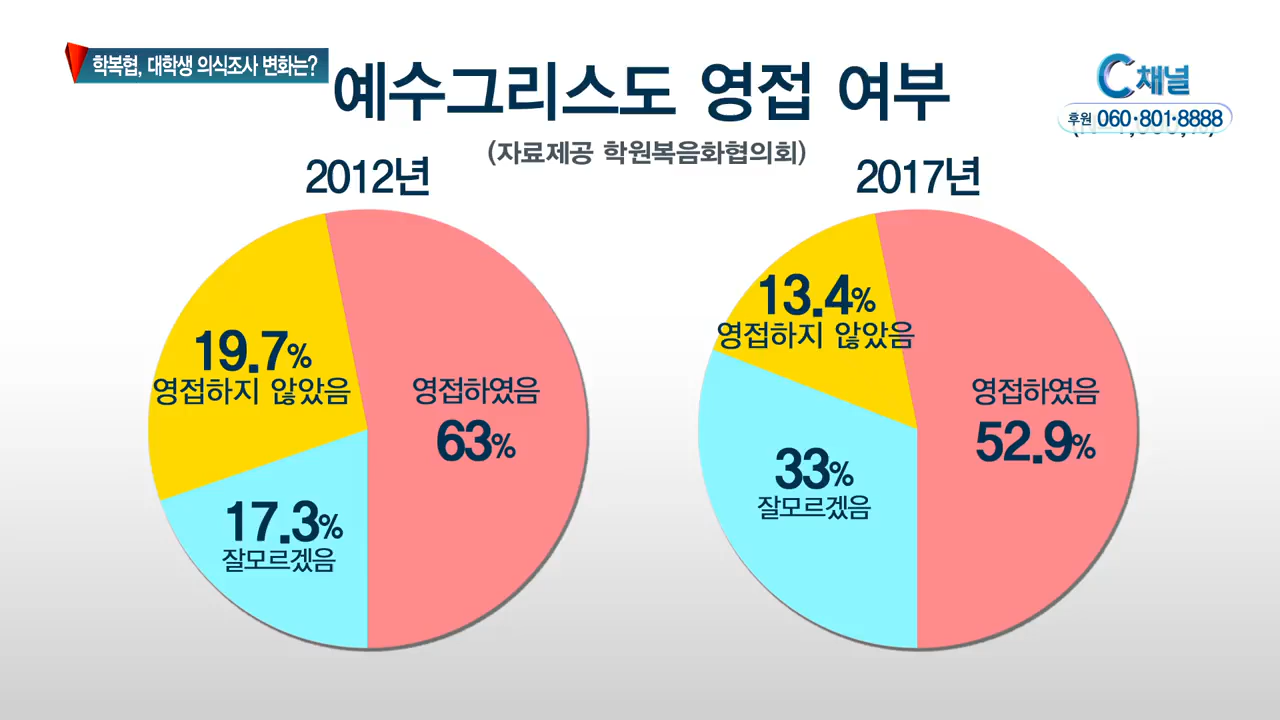 학복협, 대학생 의식조사 변화는?
예수그리스도 영접 여부
C채널
후원 060·801·8888
(자료제공 학원복음화협의회)
2012년
2017년
19.7%
영접하지 않았음
영접하였음
63%
17.3%
잘모르겠음
13.4%
영접하지 않았음
영접하였음
52.9%
33%
잘모르겠음